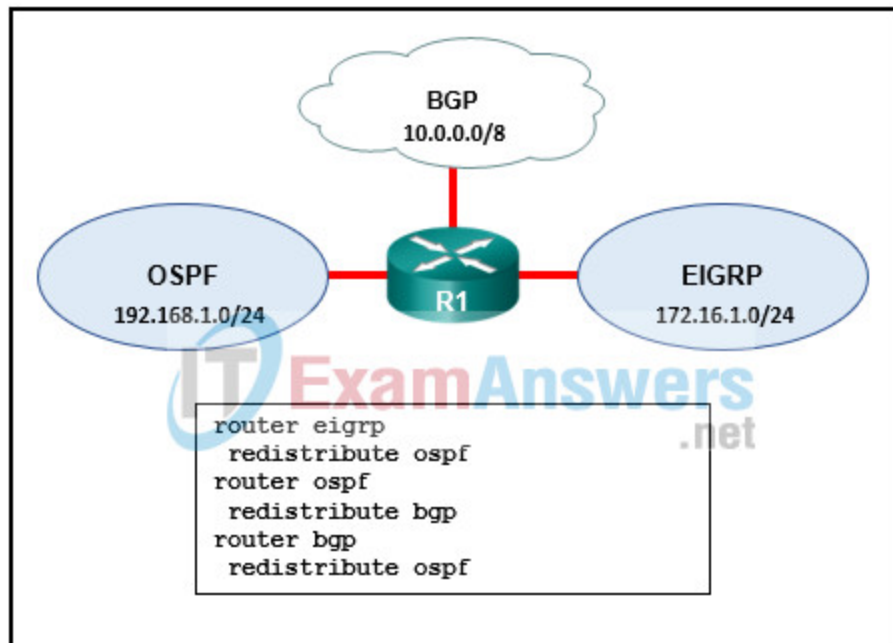 BGP
10.0.0.0/8
OSPF
192.168.1.0/24
R1
EIGRP
172.16.1.0/24
ITExamAnswers
.net
router eigrp
redistribute ospf
router ospf
redistribute bgp
router bgp
redistribute ospf